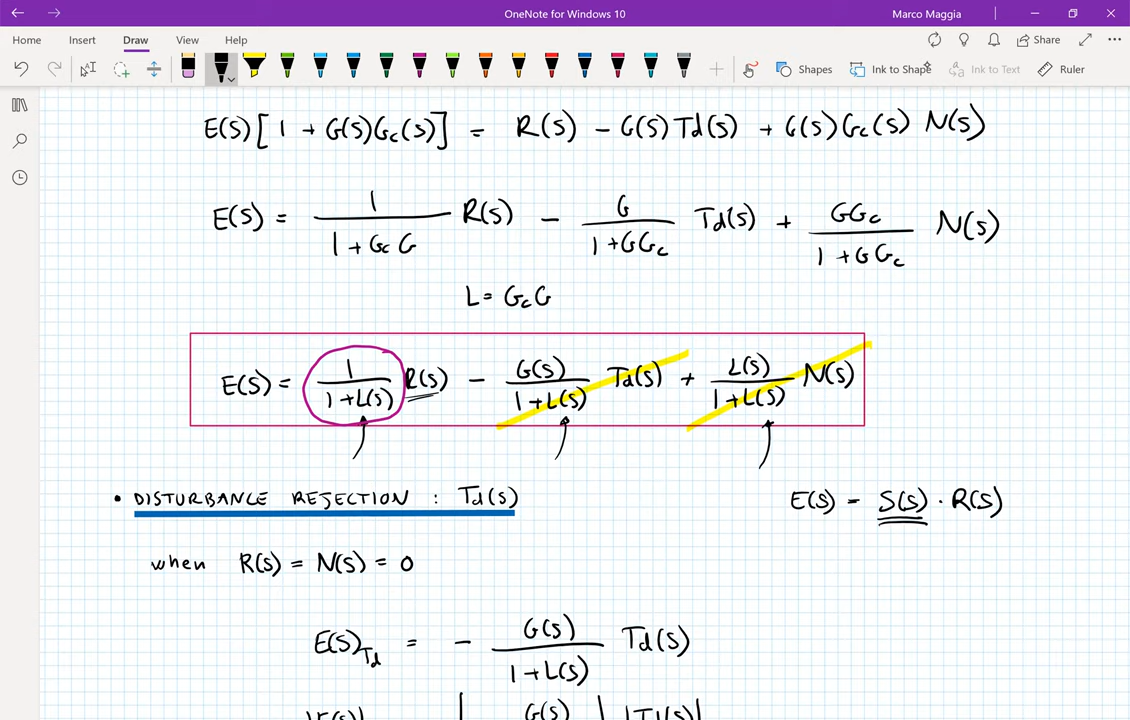 OneNote for Windows 10
Marco Maggia
Home Insert Draw View Help
Share
Shapes Ink to Shape Ink to Text Ruler
E(s)[1 + G(s)Gc(s)] = R(s) - G(s)Td(s) + G(s)Gc(s) N(s)
E(s) = 1 / (1 + GcG) R(s) - G / (1+GGc) Td(s) + GGc / (1+GGc) N(s)
L = GcG
E(s) = 1 / (1+L(s)) R(s) - G(s) / (1+L(s)) Td(s) + L(s) / (1+L(s)) N(s)
• DISTURBANCE REJECTION : Td(s)
E(s) = S(s) · R(s)
when R(s) = N(s) = 0
E(s)Td = - G(s) / (1+L(s)) Td(s)